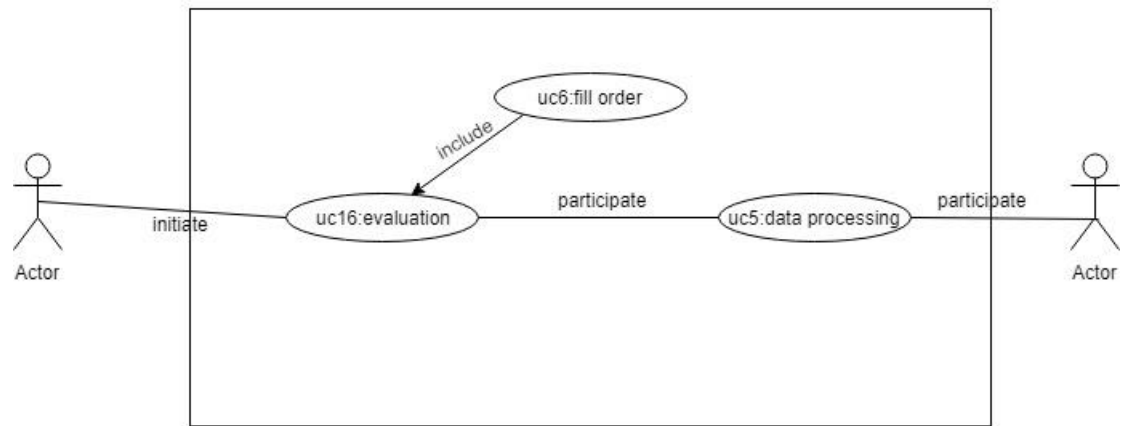 uc6:fill order
include
uc16:evaluation
participate
uc5:data processing
participate
initiate
Actor
Actor